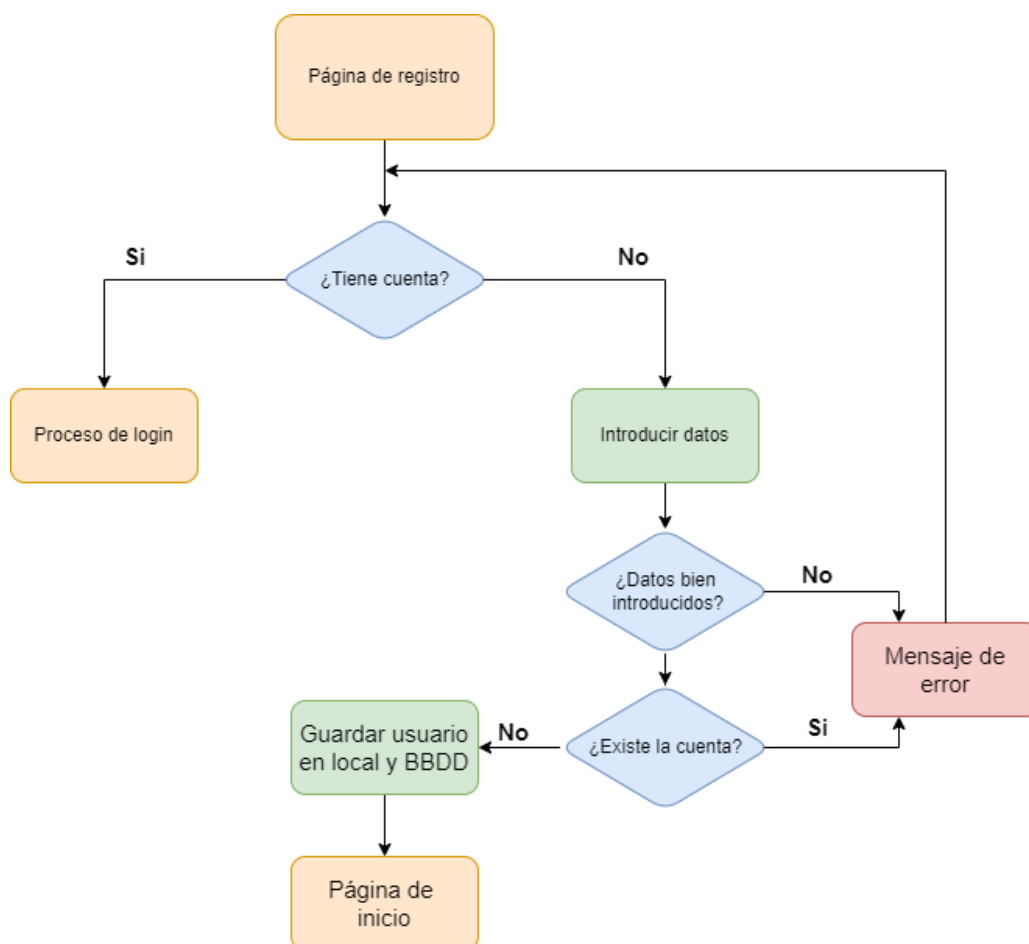 Página de registro
Si
¿Tiene cuenta?
No
Proceso de login
Introducir datos
¿Datos bien
introducidos?
No
Mensaje de
error
Guardar usuario
en local y BBDD
No
¿Existe la cuenta?
Si
Página de
inicio